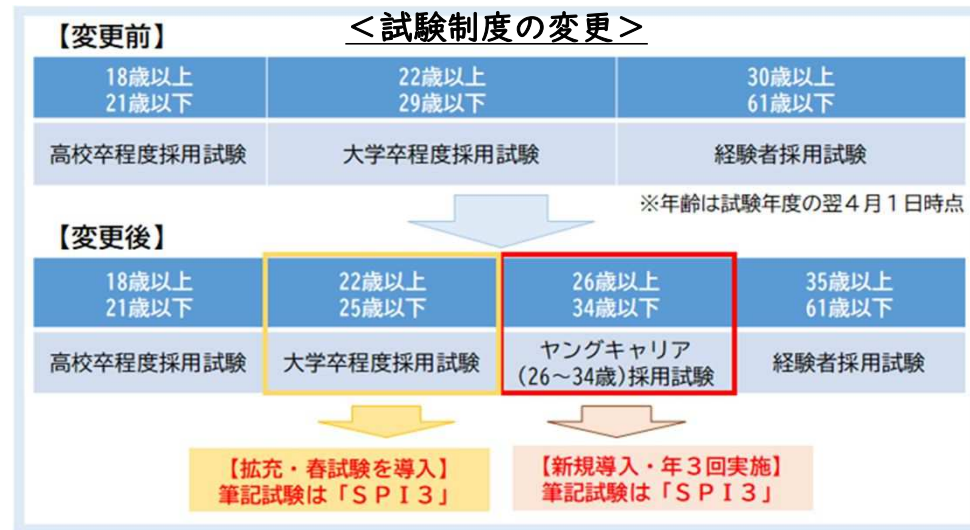 ＜試験制度の変更＞
【変更前】
18歳以上
21歳以下
22歳以上
29歳以下
30歳以上
61歳以下
高校卒程度採用試験
大学卒程度採用試験
経験者採用試験
※年齢は試験年度の翌４月１日時点
【変更後】
18歳以上
21歳以下
22歳以上
25歳以下
26歳以上
34歳以下
35歳以上
61歳以下
高校卒程度採用試験
大学卒程度採用試験
ヤングキャリア
(26～34歳)採用試験
経験者採用試験
【拡充・春試験を導入】
筆記試験は「ＳＰＩ３」
【新規導入・年３回実施】
筆記試験は「ＳＰＩ３」